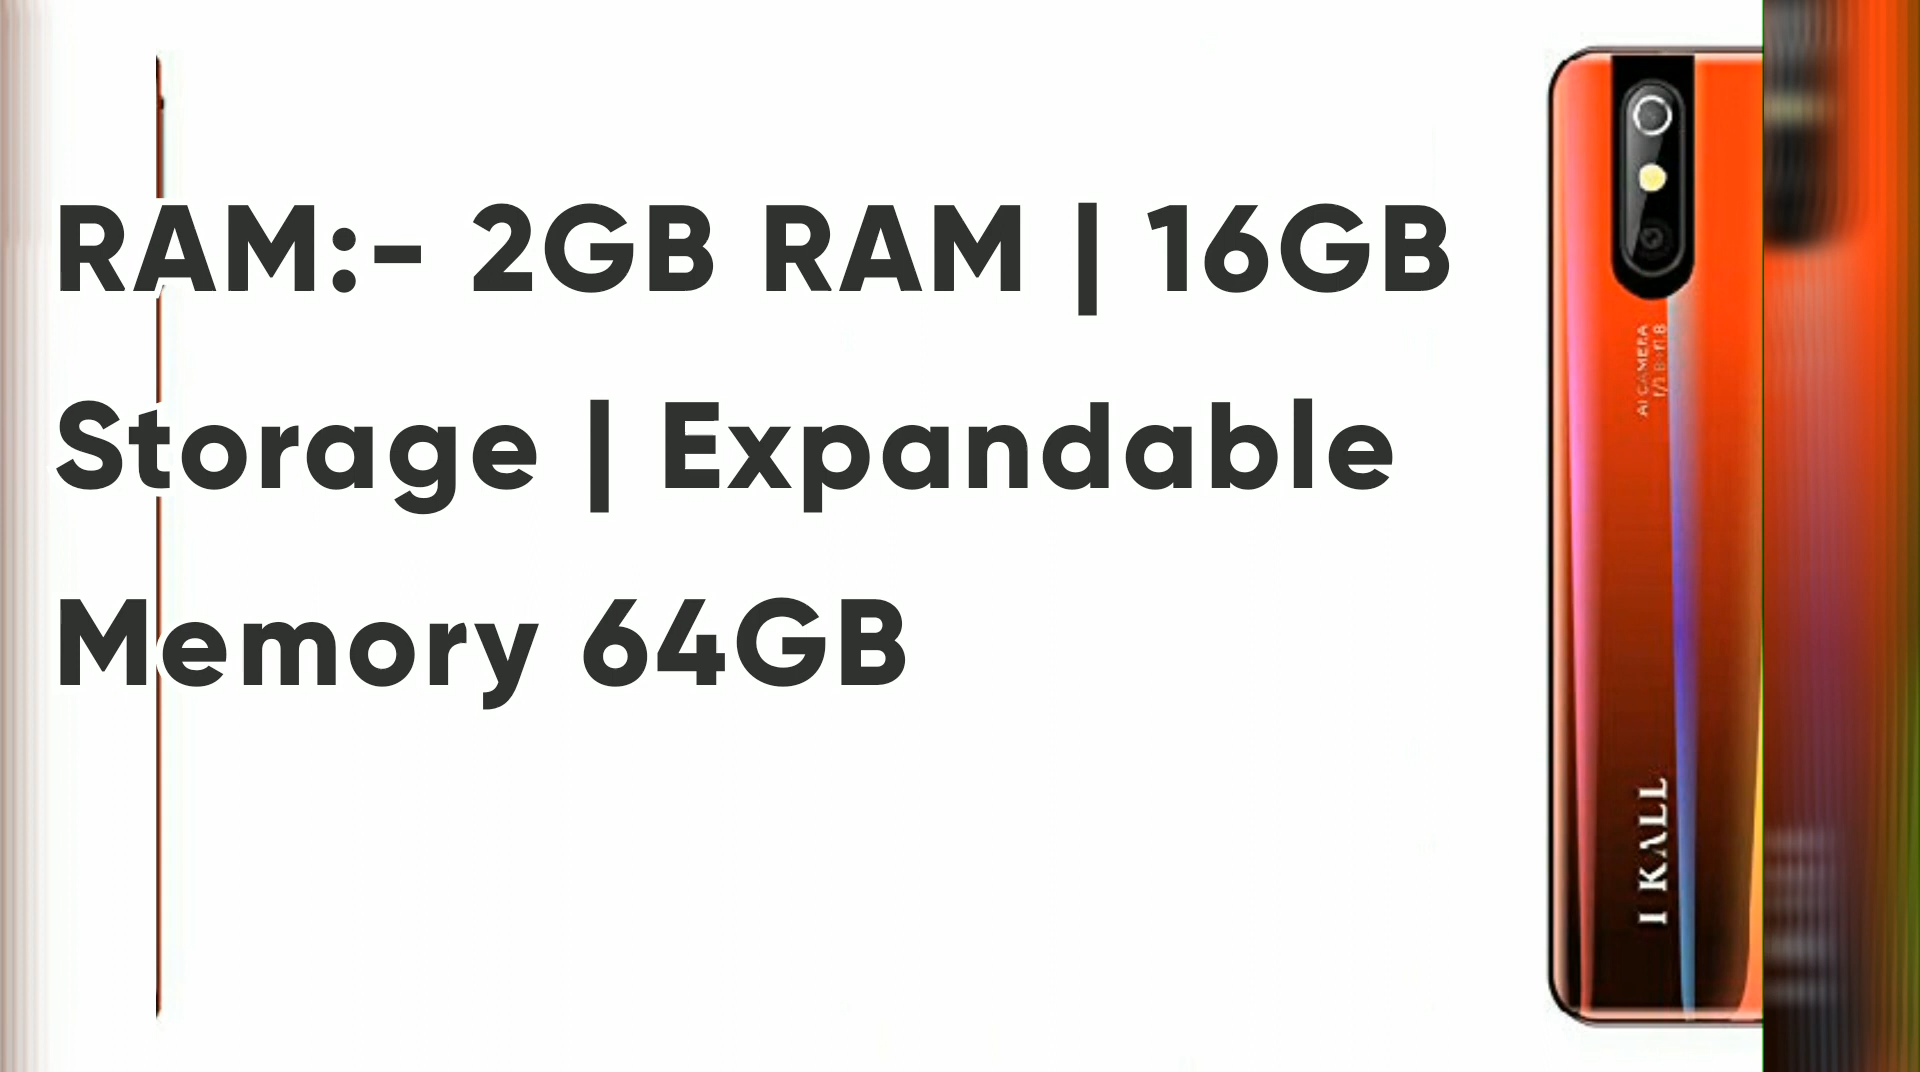 RAM:- 2GB RAM | 16GB
Storage | Expandable
Memory 64GB
AI CAMERA
I KALL